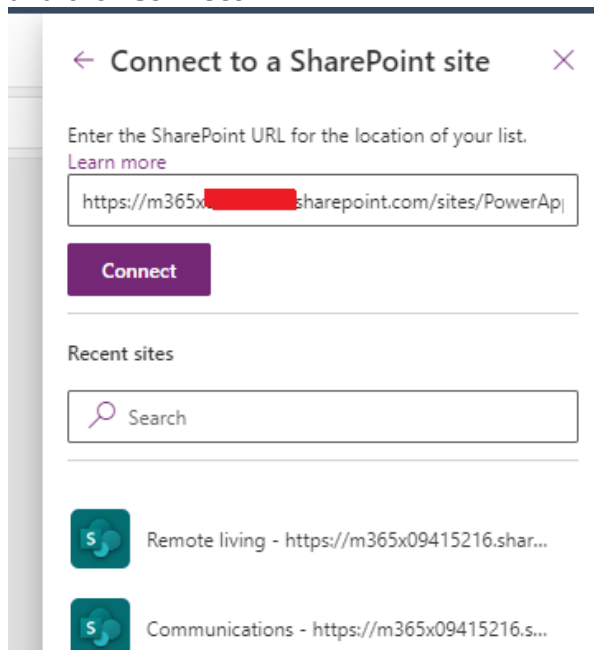 ← Connect to a SharePoint site ×
Enter the SharePoint URL for the location of your list.
Learn more
https://m365x sharepoint.com/sites/PowerAp
Connect
Recent sites
Search
S Remote living - https://m365x09415216.shar...
S Communications - https://m365x09415216.s...